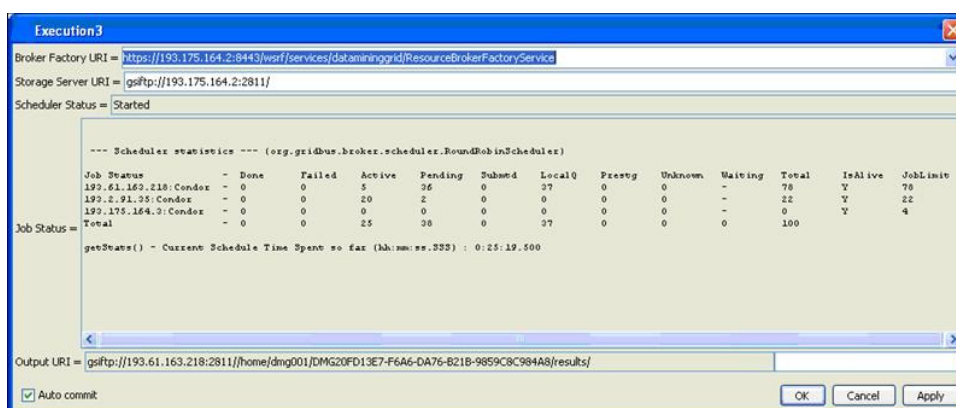 Execution3
Broker Factory URI = https://193.175.164.2:8443/wsrf/services/datamininggrid/ResourceBrokerFactoryService
Storage Server URI = gsiftp://193.175.164.2:2811/
Scheduler Status = Started
--- Scheduler statistics --- (org.gridbus.broker.scheduler.RoundRobinScheduler)
Job Status - Done Failed Active Pending Submtd LocalQ Prestg Unknown Waiting Total IsAlive JobLimit
193.61.163.218:Condor - 0 0 5 36 0 37 0 0 - 78 Y 78
193.2.91.35:Condor - 0 0 20 2 0 0 0 0 - 22 Y 22
193.175.164.3:Condor - 0 0 0 0 0 0 0 0 - 0 Y 4
Job Status = Total - 0 0 25 38 0 37 0 0 0 100
getStats() - Current Schedule Time Spent so far (hh:mm:ss.SSS) : 0:25:19.500
Output URI = gsiftp://193.61.163.218:2811//home/dmg001/DMG20FD13E7-F6A6-DA76-B21B-9859C8C984A8/results/
Auto commit
OK Cancel Apply